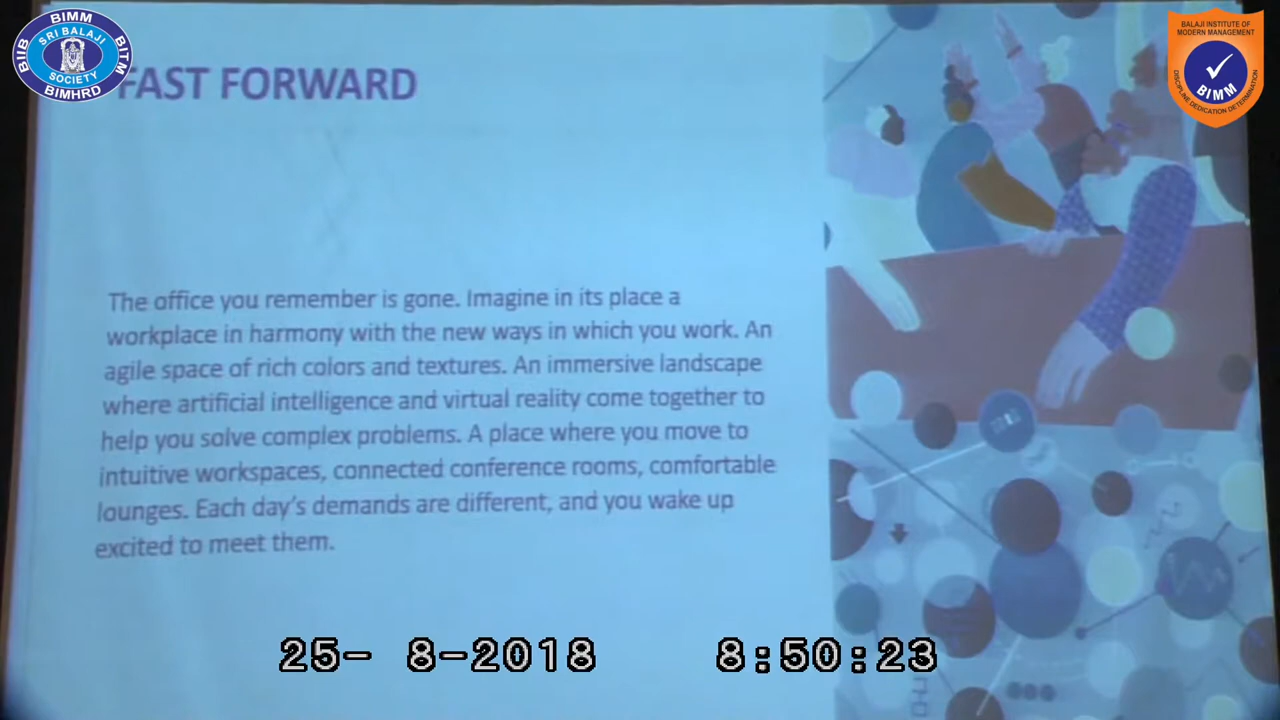 BIMM
SRI BALAJI
SOCIETY
BIIB
BITM
BIMHRD
BALAJI INSTITUTE OF
MODERN MANAGEMENT
BIMM
DISCIPLINE DEDICATION DETERMINATION
FAST FORWARD
The office you remember is gone. Imagine in its place a
workplace in harmony with the new ways in which you work. An
agile space of rich colors and textures. An immersive landscape
where artificial intelligence and virtual reality come together to
help you solve complex problems. A place where you move to
intuitive workspaces, connected conference rooms, comfortable
lounges. Each day's demands are different, and you wake up
excited to meet them.
25- 8-2018 8:50:23